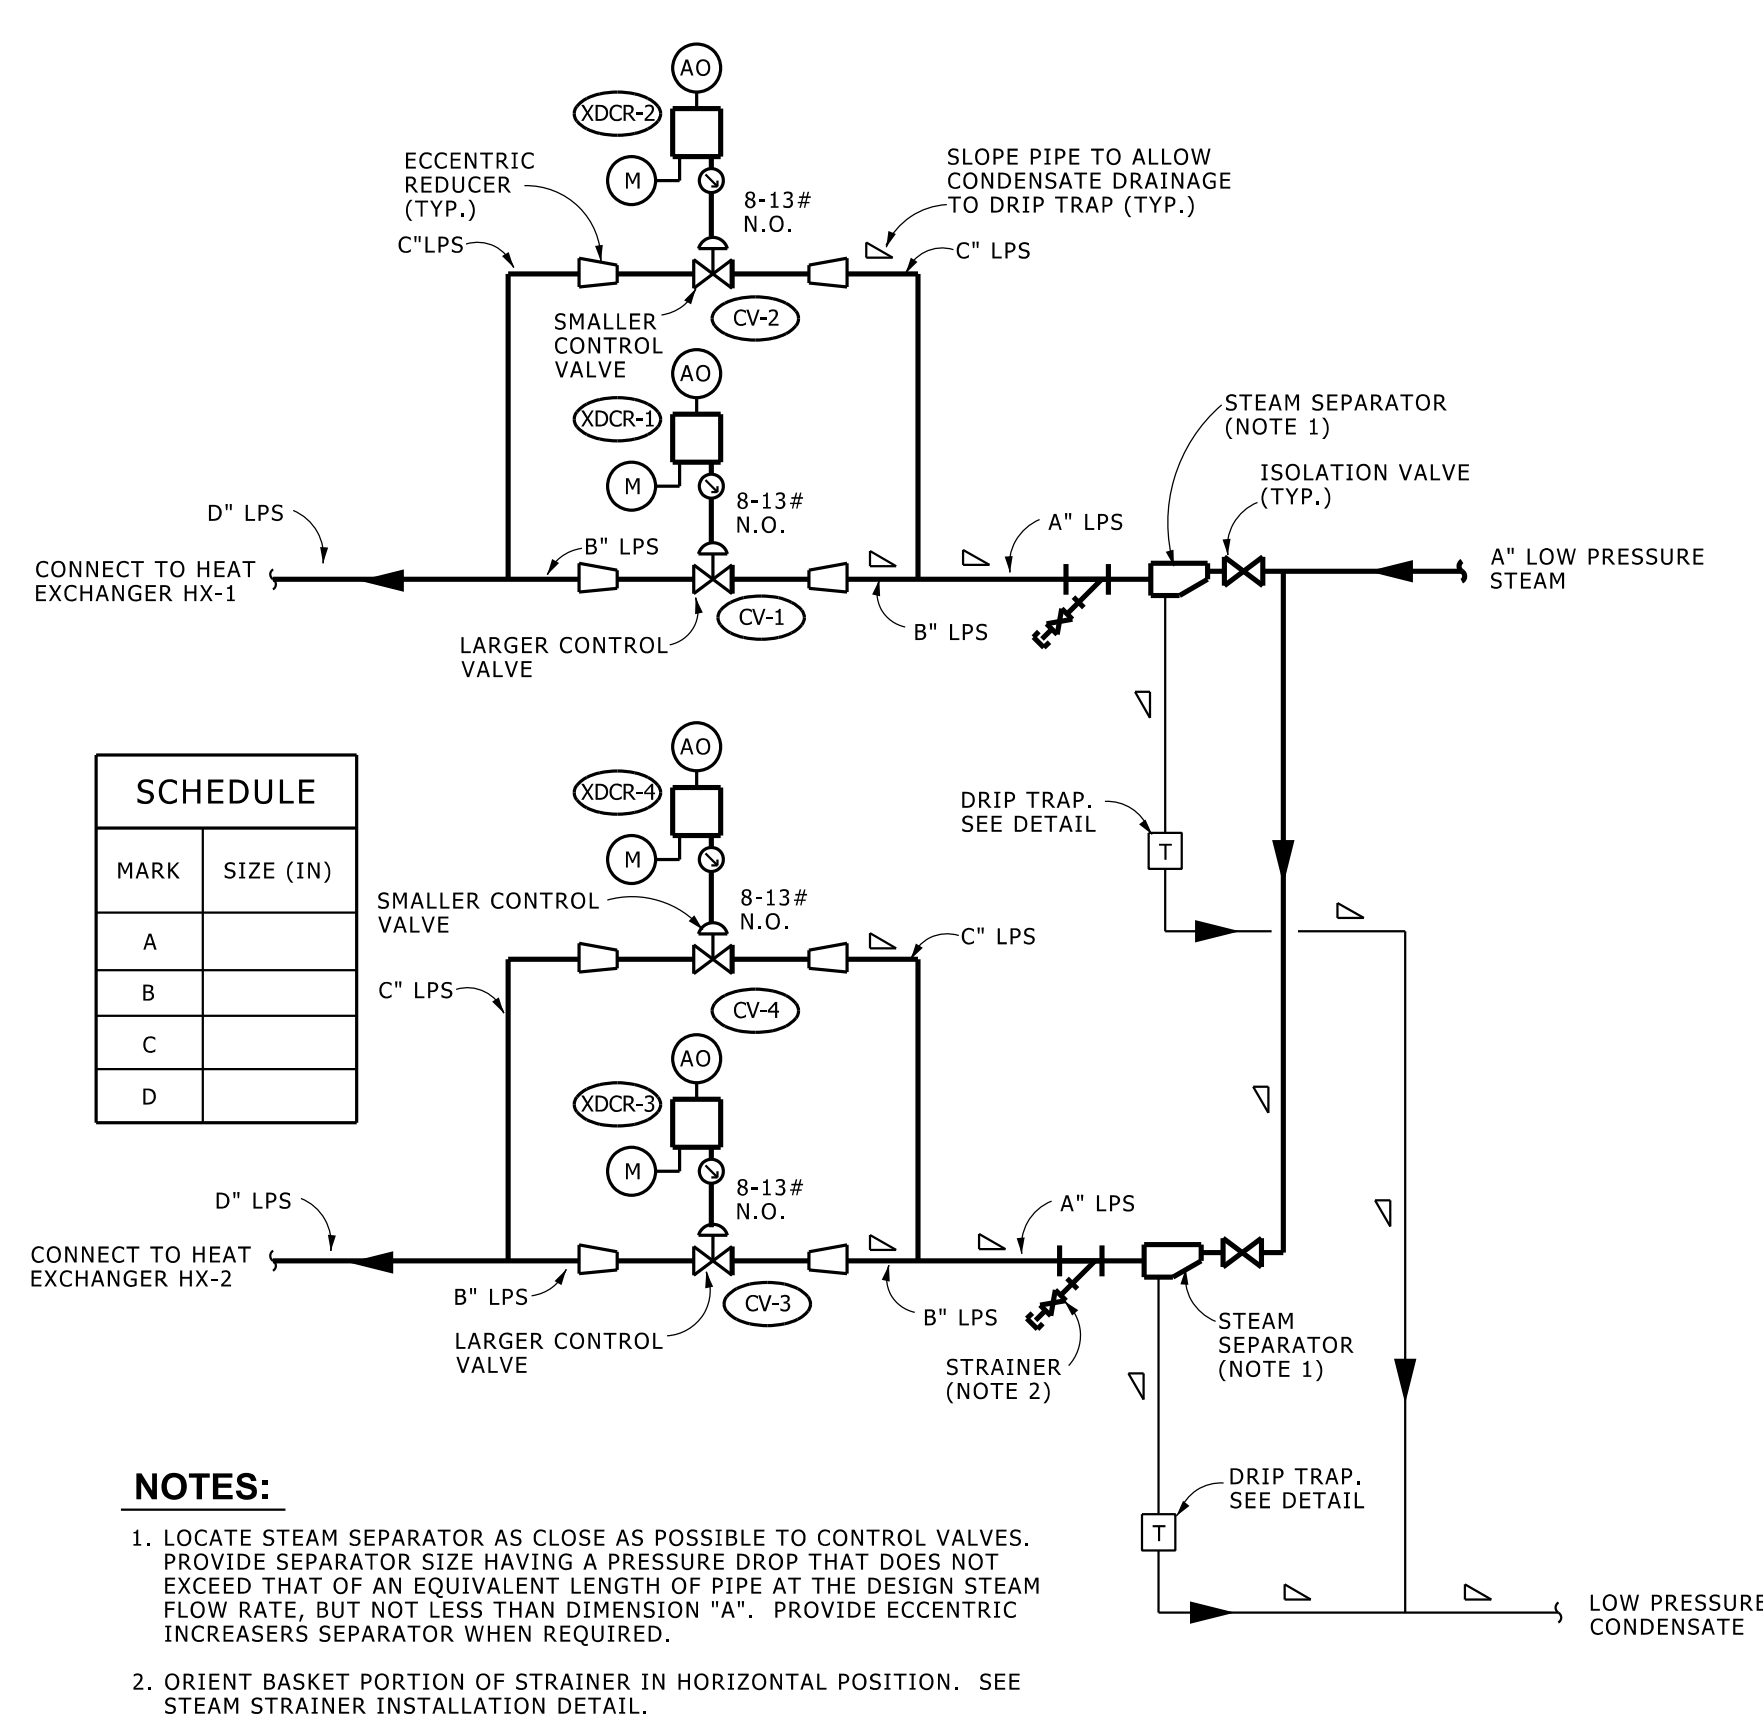 AO
XDCR-2
M
8-13#
N.O.
ECCENTRIC
REDUCER
(TYP.)
C"LPS
SLOPE PIPE TO ALLOW
CONDENSATE DRAINAGE
TO DRIP TRAP (TYP.)
C" LPS
SMALLER
CONTROL
VALVE
CV-2
AO
XDCR-1
M
8-13#
N.O.
STEAM SEPARATOR
(NOTE 1)
ISOLATION VALVE
(TYP.)
D" LPS
B" LPS
A" LPS
CONNECT TO HEAT
EXCHANGER HX-1
A" LOW PRESSURE
STEAM
CV-1
B" LPS
LARGER CONTROL
VALVE
SCHEDULE
MARK
SIZE (IN)
A
B
C
D
AO
XDCR-4
M
8-13#
N.O.
SMALLER CONTROL
VALVE
DRIP TRAP.
SEE DETAIL
T
C" LPS
C" LPS
CV-4
AO
XDCR-3
M
8-13#
N.O.
D" LPS
A" LPS
CONNECT TO HEAT
EXCHANGER HX-2
B" LPS
CV-3
B" LPS
LARGER CONTROL
VALVE
STRAINER
(NOTE 2)
STEAM
SEPARATOR
(NOTE 1)
DRIP TRAP.
SEE DETAIL
T
LOW PRESSURE
CONDENSATE
NOTES:
1. LOCATE STEAM SEPARATOR AS CLOSE AS POSSIBLE TO CONTROL VALVES.
PROVIDE SEPARATOR SIZE HAVING A PRESSURE DROP THAT DOES NOT
EXCEED THAT OF AN EQUIVALENT LENGTH OF PIPE AT THE DESIGN STEAM
FLOW RATE, BUT NOT LESS THAN DIMENSION "A". PROVIDE ECCENTRIC
INCREASERS SEPARATOR WHEN REQUIRED.
2. ORIENT BASKET PORTION OF STRAINER IN HORIZONTAL POSITION. SEE
STEAM STRAINER INSTALLATION DETAIL.